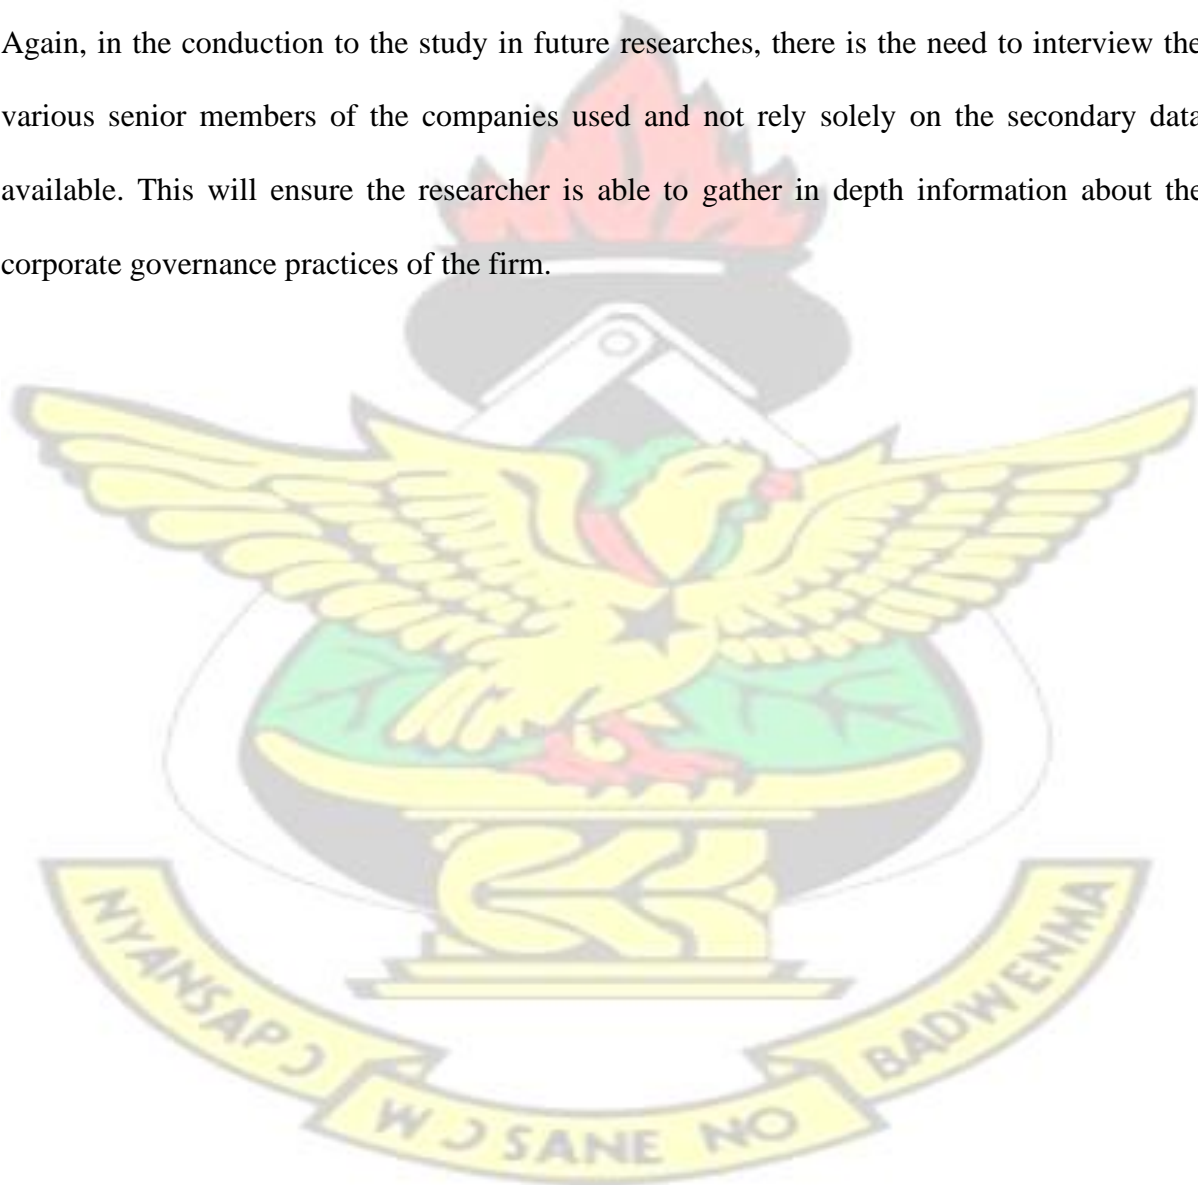 Again, in the conduction to the study in future researches, there is the need to interview the
various senior members of the companies used and not rely solely on the secondary data
available. This will ensure the researcher is able to gather in depth information about the
corporate governance practices of the firm.
NYANSAPƆ
WƆSANE NO
BADWENMA